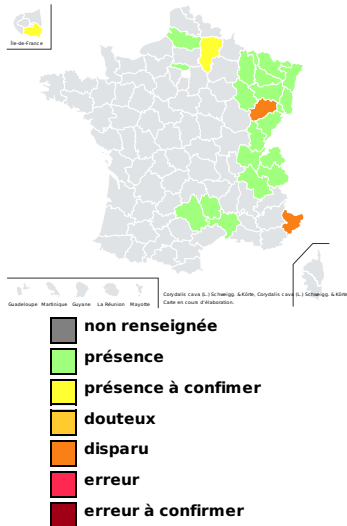 Île-de-France
Guadeloupe Martinique Guyane La Réunion Mayotte
Corydalis cava (L.) Schweigg. & Körte, Corydalis cava (L.) Schweigg. & Körte
Carte en cours d'élaboration.
non renseignée
présence
présence à confimer
douteux
disparu
erreur
erreur à confirmer